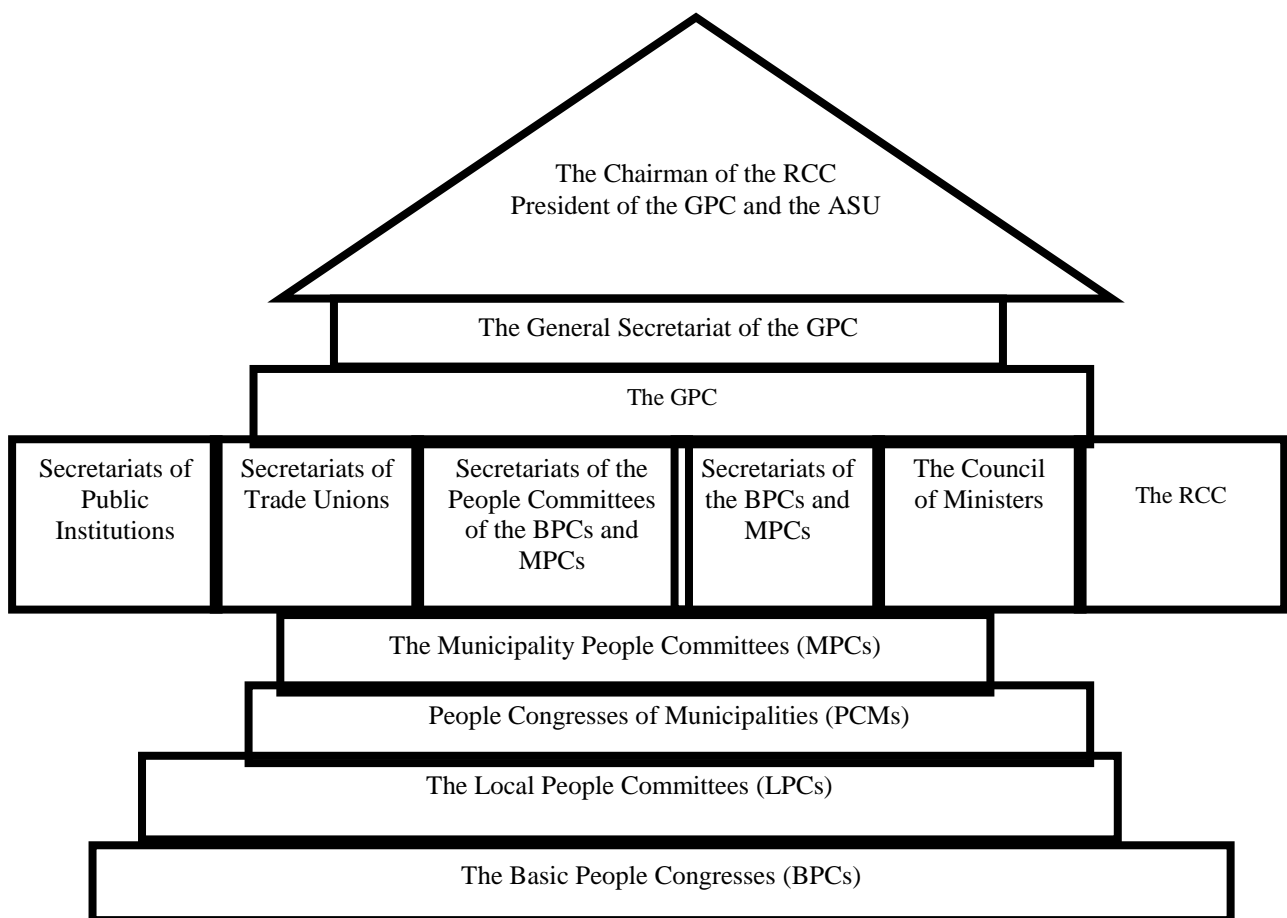 The Chairman of the RCC
President of the GPC and the ASU
The General Secretariat of the GPC
The GPC
Secretariats of
Public
Institutions
Secretariats of
Trade Unions
Secretariats of the
People Committees
of the BPCs and
MPCs
Secretariats of
the BPCs and
MPCs
The Council
of Ministers
The RCC
The Municipality People Committees (MPCs)
People Congresses of Municipalities (PCMs)
The Local People Committees (LPCs)
The Basic People Congresses (BPCs)